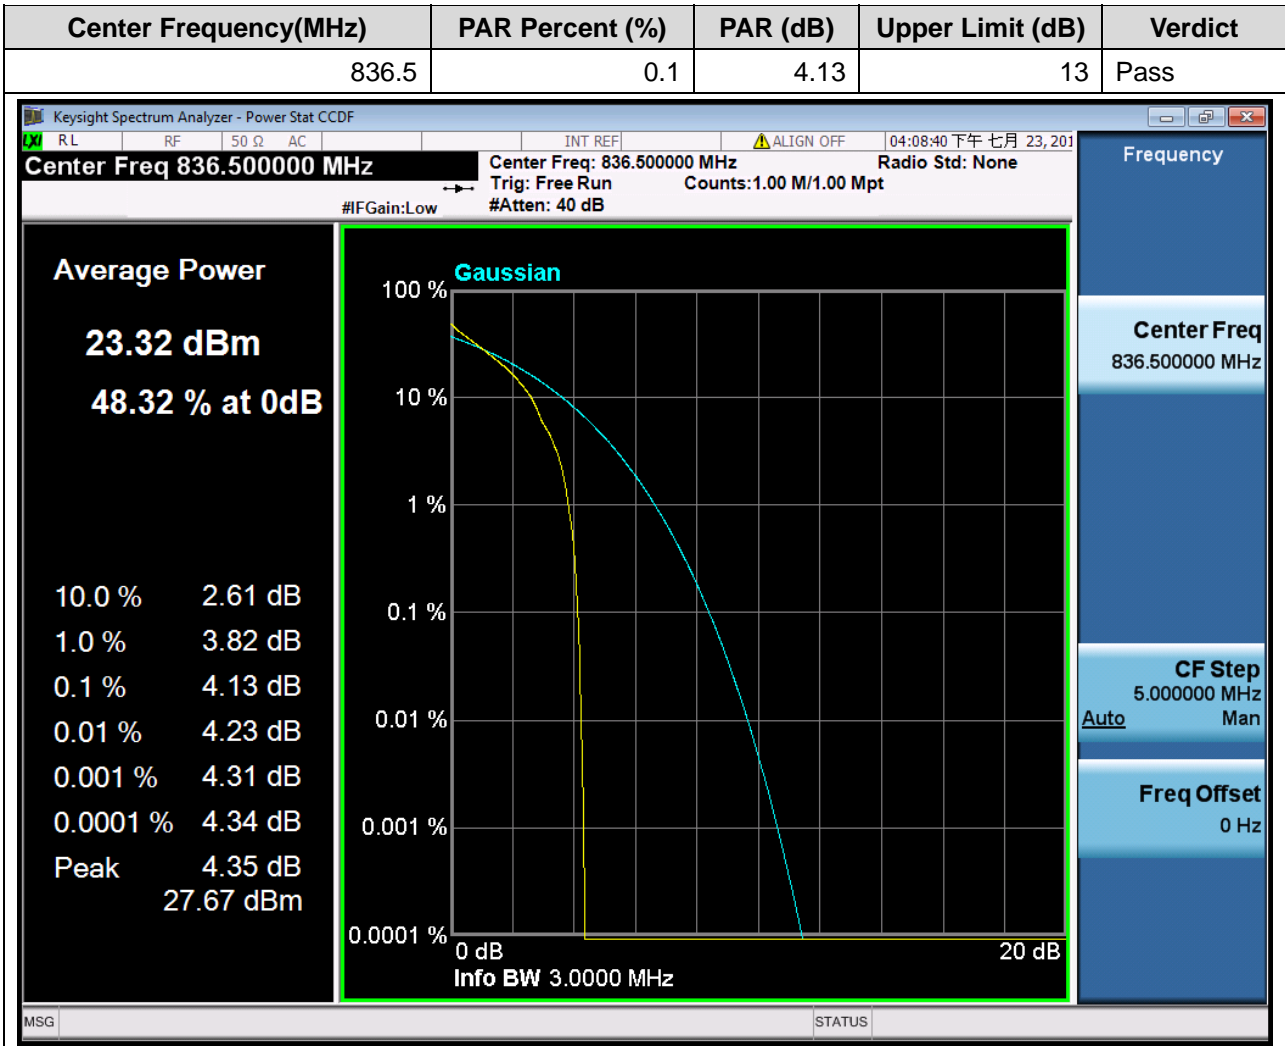 Center Frequency(MHz) PAR Percent (%) PAR (dB) Upper Limit (dB) Verdict
836.5 0.1 4.13 13 Pass
Keysight Spectrum Analyzer - Power Stat CCDF
LXI RL RF 50 Ω AC INT REF ALIGN OFF 04:08:40 下午 七月 23, 201
Center Freq 836.500000 MHz
Center Freq: 836.500000 MHz Radio Std: None
Trig: Free Run Counts:1.00 M/1.00 Mpt
#IFGain:Low #Atten: 40 dB
Average Power
23.32 dBm
48.32 % at 0dB
10.0 % 2.61 dB
1.0 % 3.82 dB
0.1 % 4.13 dB
0.01 % 4.23 dB
0.001 % 4.31 dB
0.0001 % 4.34 dB
Peak 4.35 dB
27.67 dBm
Gaussian
100 %
10 %
1 %
0.1 %
0.01 %
0.001 %
0.0001 %
0 dB 20 dB
Info BW 3.0000 MHz
Frequency
Center Freq
836.500000 MHz
CF Step
5.000000 MHz
Auto Man
Freq Offset
0 Hz
MSG STATUS